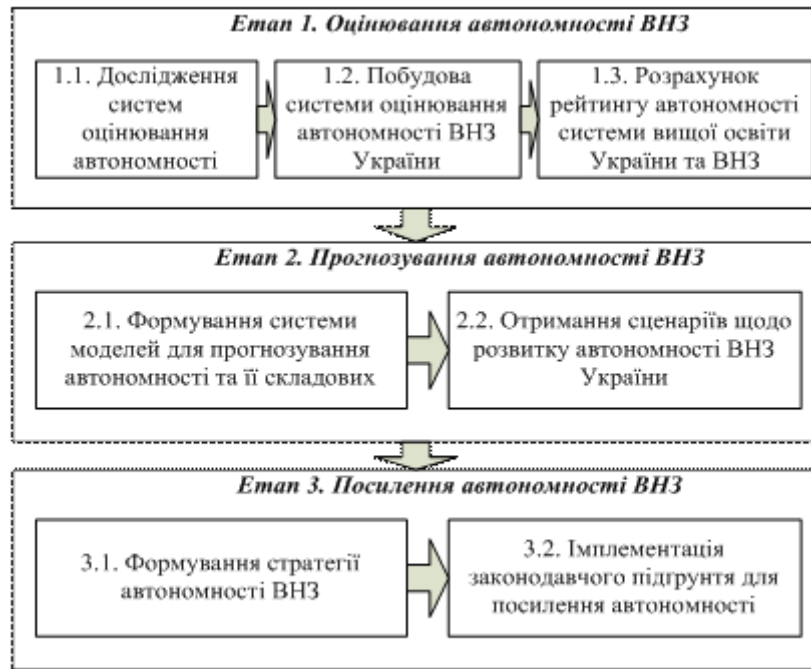 Етап 1. Оцінювання автономності ВНЗ
1.1. Дослідження
систем
оцінювання
автономності
1.2. Побудова
системи оцінювання
автономності ВНЗ
України
1.3. Розрахунок
рейтингу автономності
системи вищої освіти
України та ВНЗ
Етап 2. Прогнозування автономності ВНЗ
2.1. Формування системи
моделей для прогнозування
автономності та її складових
2.2. Отримання сценаріїв щодо
розвитку автономності ВНЗ
України
Етап 3. Посилення автономності ВНЗ
3.1. Формування стратегії
автономності ВНЗ
3.2. Імплементація
законодавчого підґрунтя для
посилення автономності